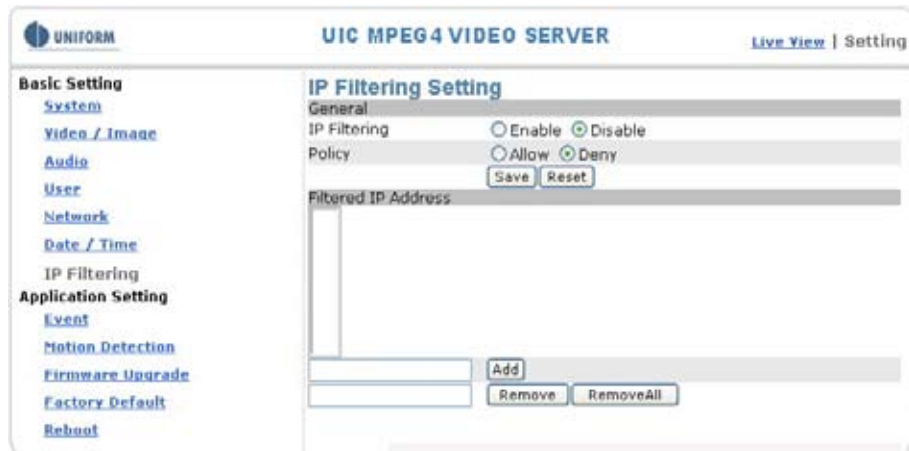 UNIFORM
UIC MPEG4 VIDEO SERVER
Live View | Setting
Basic Setting
System
Video / Image
Audio
User
Network
Date / Time
IP Filtering
Application Setting
Event
Motion Detection
Firmware Upgrade
Factory Default
Reboot
IP Filtering Setting
General
IP Filtering Enable Disable
Policy Allow Deny
Save Reset
Filtered IP Address
Add
Remove RemoveAll